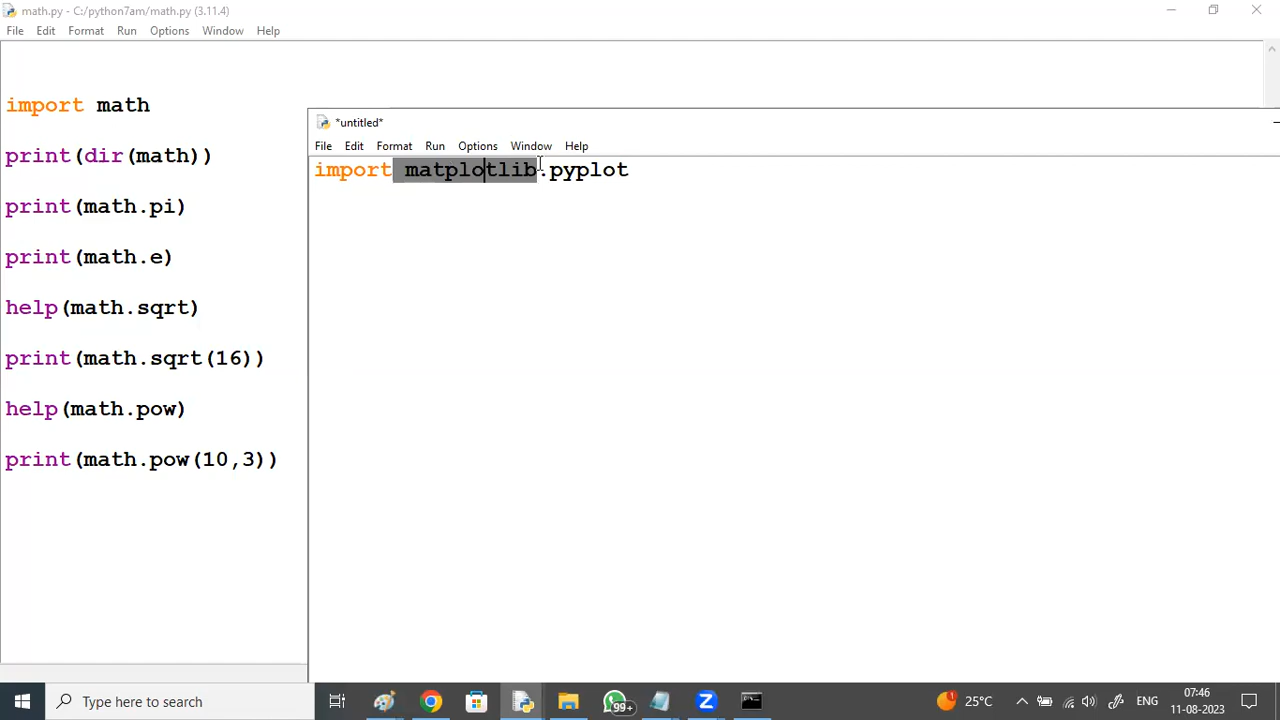 math.py - C:/python7am/math.py (3.11.4)
File Edit Format Run Options Window Help
import math
print(dir(math))
print(math.pi)
print(math.e)
help(math.sqrt)
print(math.sqrt(16))
help(math.pow)
print(math.pow(10,3))
*untitled*
File Edit Format Run Options Window Help
import matplotlib.pyplot
Type here to search
99+
1
25°C
ENG
07:46
11-08-2023